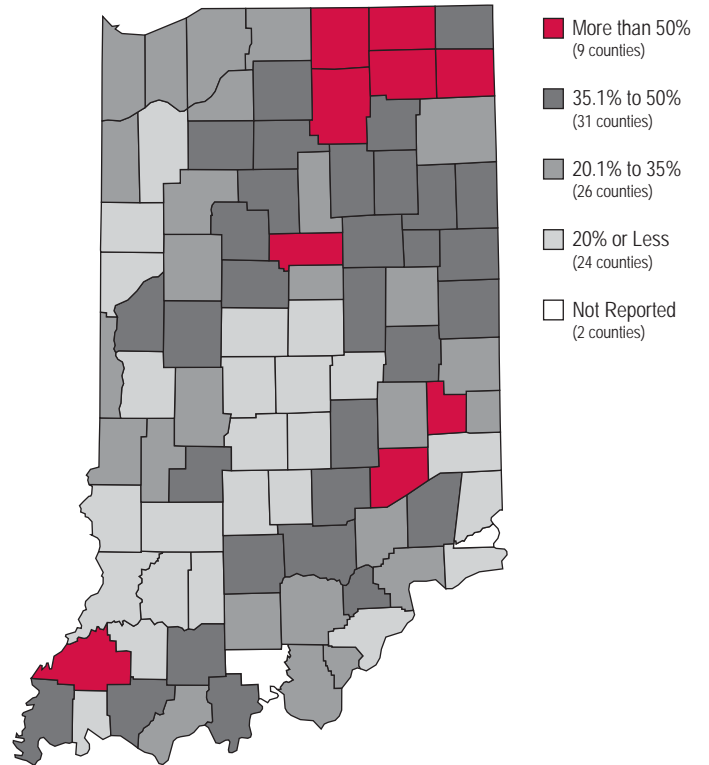 More than 50%
(9 counties)
35.1% to 50%
(31 counties)
20.1% to 35%
(26 counties)
20% or Less
(24 counties)
Not Reported
(2 counties)